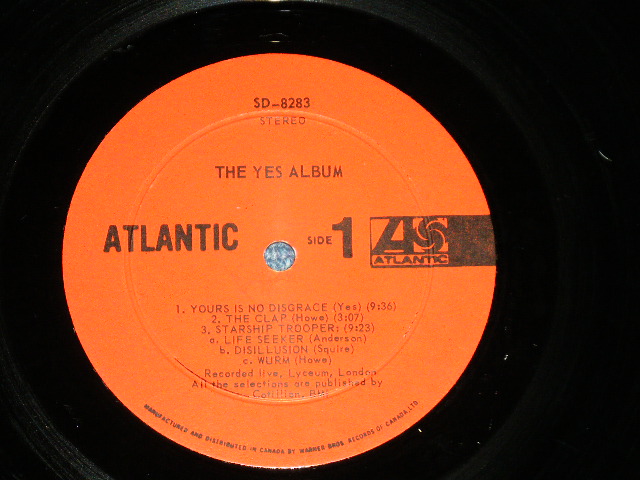 SD-8283
STEREO
THE YES ALBUM
ATLANTIC
SIDE 1
ATLANTIC
1. YOURS IS NO DISGRACE (Yes) (9:36)
2. THE CLAP (Howe) (3:07)
3. STARSHIP TROOPER: (9:23)
a. LIFE SEEKER (Anderson)
b. DISILLUSION (Squire)
c. WURM (Howe)
Recorded live, Lyceum, London
All the selections are published by
Cotillion, BMI
MANUFACTURED AND DISTRIBUTED IN CANADA BY WARNER BROS. RECORDS OF CANADA, LTD.